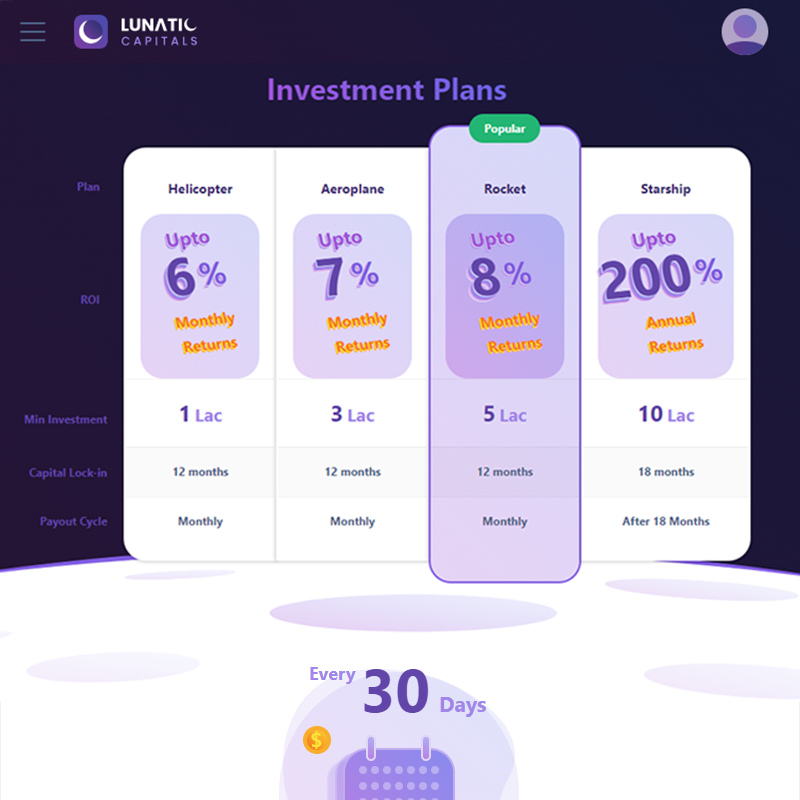 LUNATIC
CAPITALS
Investment Plans
Popular
Plan
Helicopter
Aeroplane
Rocket
Starship
ROI
Upto
6%
Monthly
Returns
Upto
7%
Monthly
Returns
Upto
8%
Monthly
Returns
Upto
200%
Annual
Returns
Min Investment
1 Lac
3 Lac
5 Lac
10 Lac
Capital Lock-in
12 months
12 months
12 months
18 months
Payout Cycle
Monthly
Monthly
Monthly
After 18 Months
Every 30 Days
$